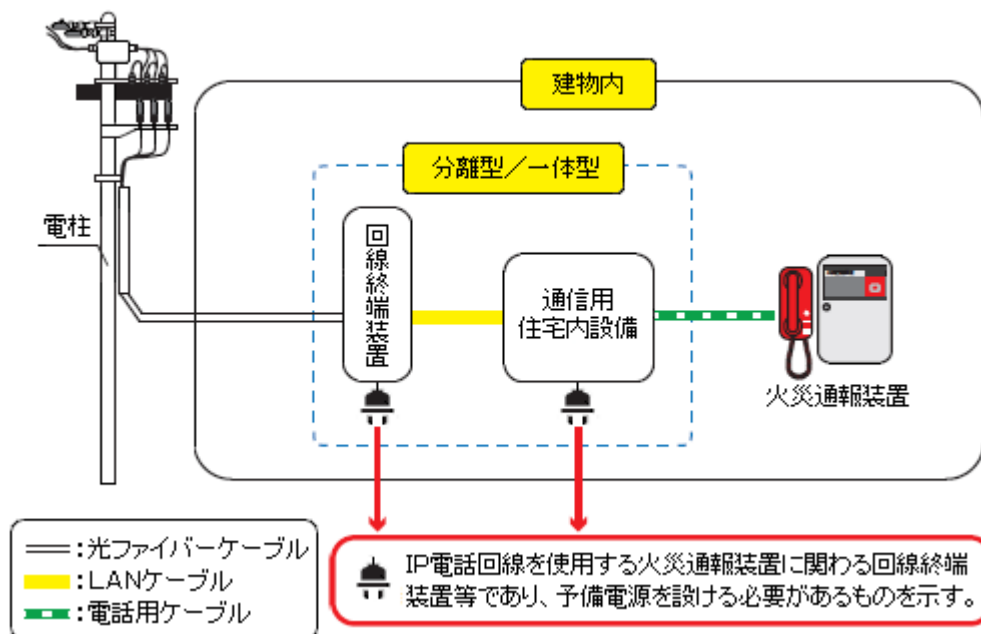 建物内
分離型/一体型
電柱
回線終端装置
通信用
住宅内設備
火災通報装置
:光ファイバーケーブル
:LANケーブル
:電話用ケーブル
IP電話回線を使用する火災通報装置に関わる回線終端
装置等であり、予備電源を設ける必要があるものを示す。